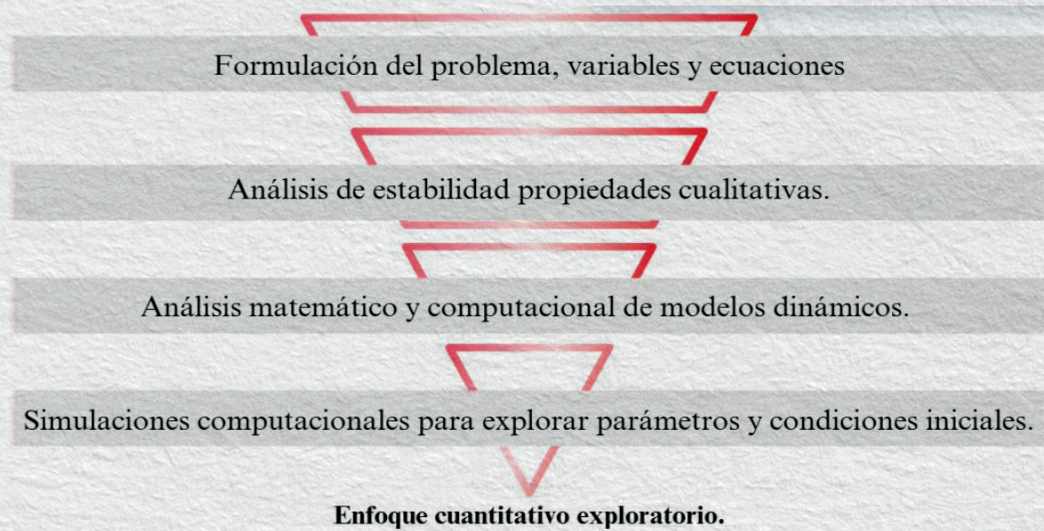 Formulación del problema, variables y ecuaciones
Análisis de estabilidad propiedades cualitativas.
Análisis matemático y computacional de modelos dinámicos.
Simulaciones computacionales para explorar parámetros y condiciones iniciales.
Enfoque cuantitativo exploratorio.